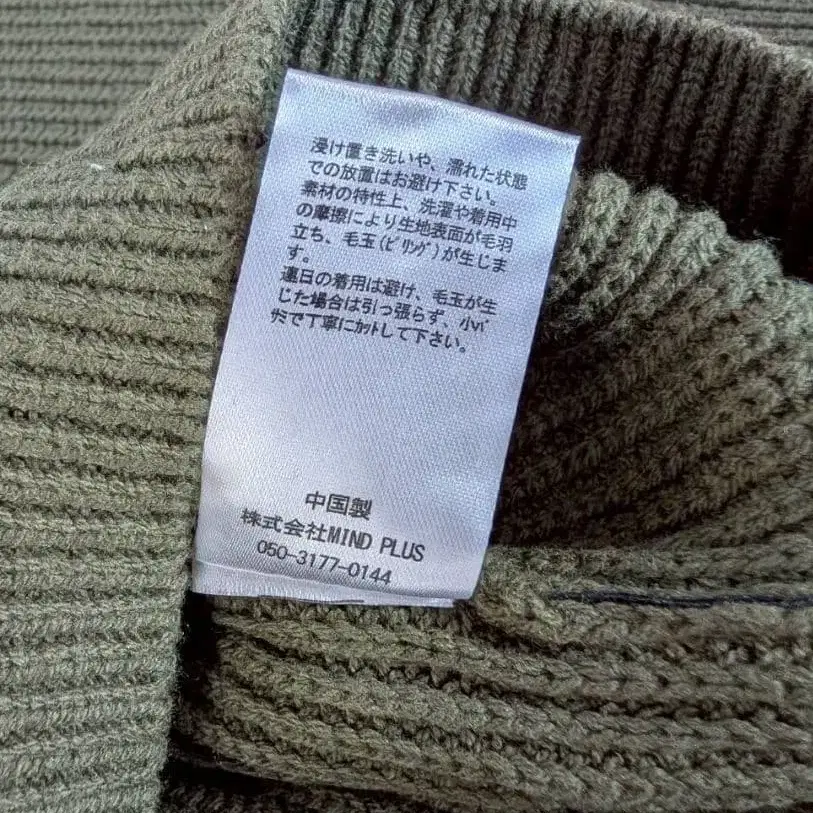 浸け置き洗いや、濡れた状態
での放置はお避け下さい。
素材の特性上、洗濯や着用中
の摩擦により生地表面が毛羽
立ち、毛玉(ﾋﾟﾘﾝｸﾞ)が生じま
す。
連日の着用は避け、毛玉が生
じた場合は引っ張らず、小ﾊﾞ
ｻﾐで丁寧にｶｯﾄして下さい。
中国製
株式会社MIND PLUS
050-3177-0144